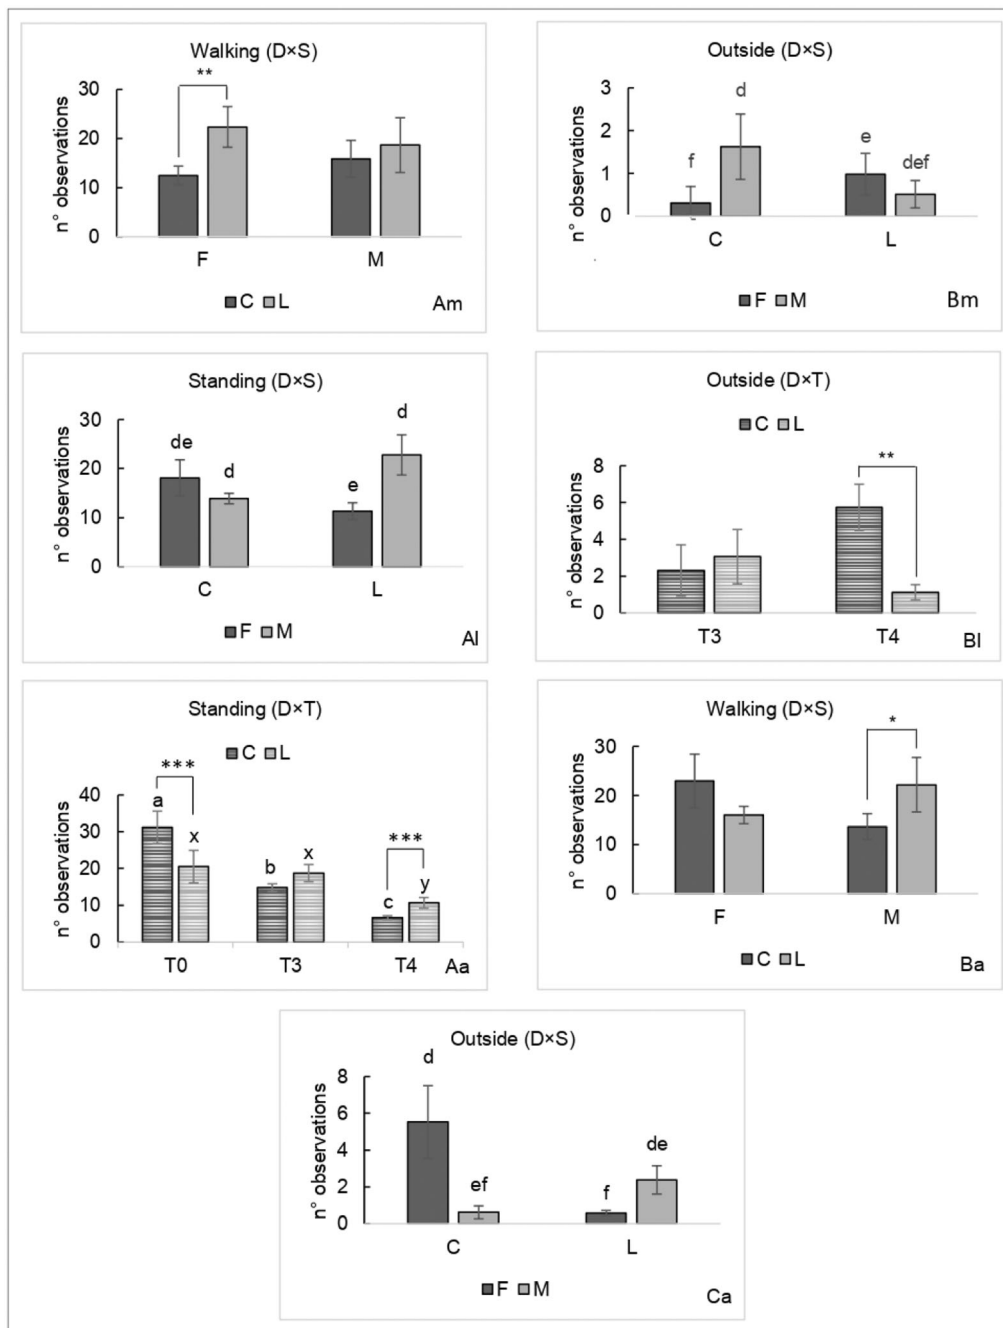 Walking (D×S)
**
n° observations
30
20
10
0
F
M
C L
Am
Outside (D×S)
n° observations
3
2
1
0
f
d
e
def
C
L
F M
Bm
Standing (D×S)
n° observations
30
20
10
0
de
d
e
d
C
L
F M
Al
Outside (D×T)
C L
n° observations
8
6
4
2
0
**
T3
T4
Bl
Standing (D×T)
C L
n° observations
40
30
20
10
0
***
a
x
b
x
***
c
y
T0
T3
T4
Aa
Walking (D×S)
n° observations
30
20
10
0
*
F
M
C L
Ba
Outside (D×S)
n° observations
8
6
4
2
0
d
ef
f
de
C
L
F M
Ca